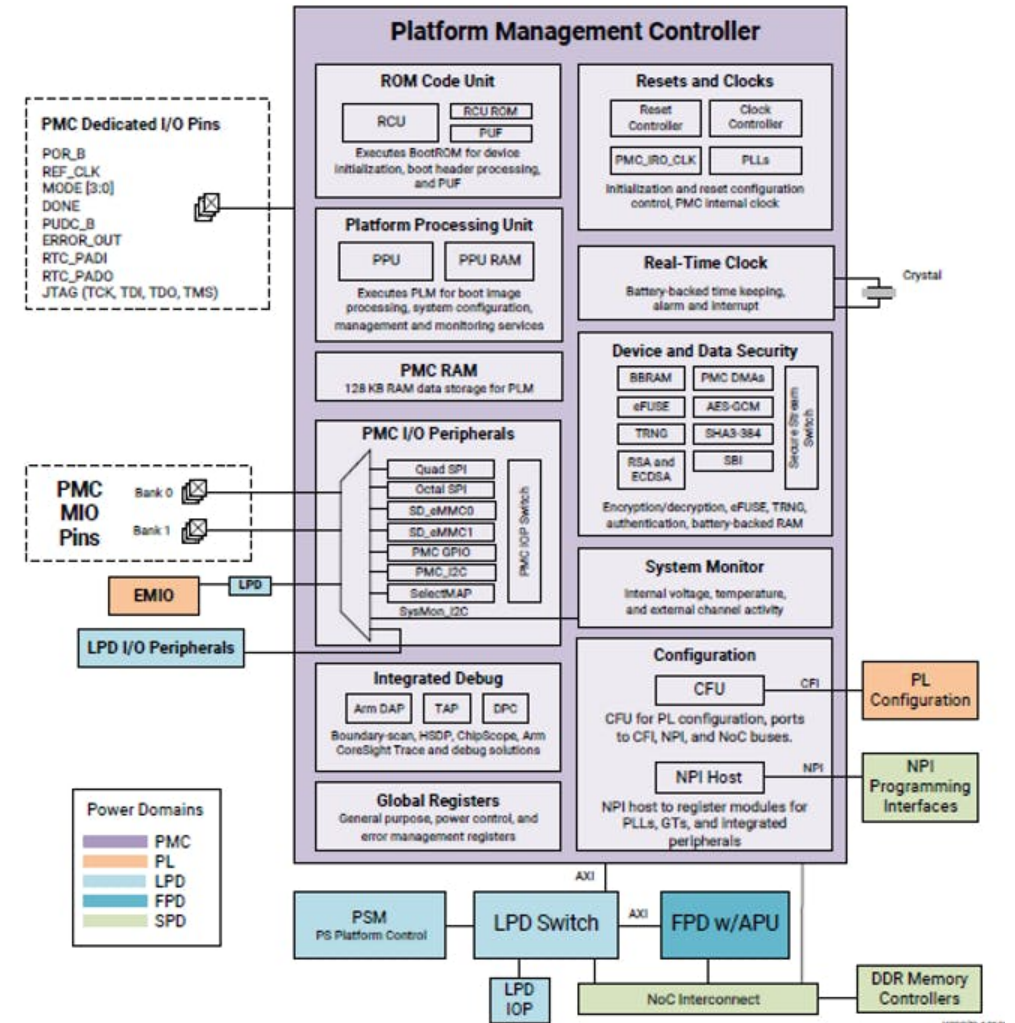 Platform Management Controller
PMC Dedicated I/O Pins
POR_B
REF_CLK
MODE [3:0]
DONE
PUDC_B
ERROR_OUT
RTC_PADI
RTC_PADO
JTAG (TCK, TDI, TDO, TMS)
ROM Code Unit
RCU
RCU ROM
PUF
Executes BootROM for device
initialization, boot header processing,
and PUF
Platform Processing Unit
PPU
PPU RAM
Executes PLM for boot image
processing, system configuration,
management and monitoring services
PMC RAM
128 KB RAM data storage for PLM
PMC I/O Peripherals
Quad SPI
Octal SPI
SD_eMMC0
SD_eMMC1
PMC GPIO
PMC_I2C
SelectMAP
SysMon_I2C
PMC IOP Switch
PMC
MIO
Pins
Bank 0
Bank 1
EMIO
LPD
LPD I/O Peripherals
Integrated Debug
Arm DAP
TAP
DPC
Boundary-scan, HSDP, ChipScope, Arm
CoreSight Trace and debug solutions
Global Registers
General purpose, power control, and
error management registers
Resets and Clocks
Reset
Controller
Clock
Controller
PMC_IRO_CLK
PLLs
Initialization and reset configuration
control, PMC internal clock
Real-Time Clock
Battery-backed time keeping,
alarm and interrupt
Crystal
Device and Data Security
BBRAM
PMC DMAs
eFUSE
AES-GCM
TRNG
SHA3-384
RSA and
ECDSA
SBI
Secure Stream
Switch
Encryption/decryption, eFUSE, TRNG,
authentication, battery-backed RAM
System Monitor
Internal voltage, temperature,
and external channel activity
Configuration
CFU
CFI
CFU for PL configuration, ports
to CFI, NPI, and NoC buses.
NPI Host
NPI
NPI host to register modules for
PLLs, GTs, and integrated
peripherals
PL
Configuration
NPI
Programming
Interfaces
Power Domains
PMC
PL
LPD
FPD
SPD
AXI
PSM
PS Platform Control
LPD Switch
AXI
FPD w/APU
LPD
IOP
NoC Interconnect
DDR Memory
Controllers